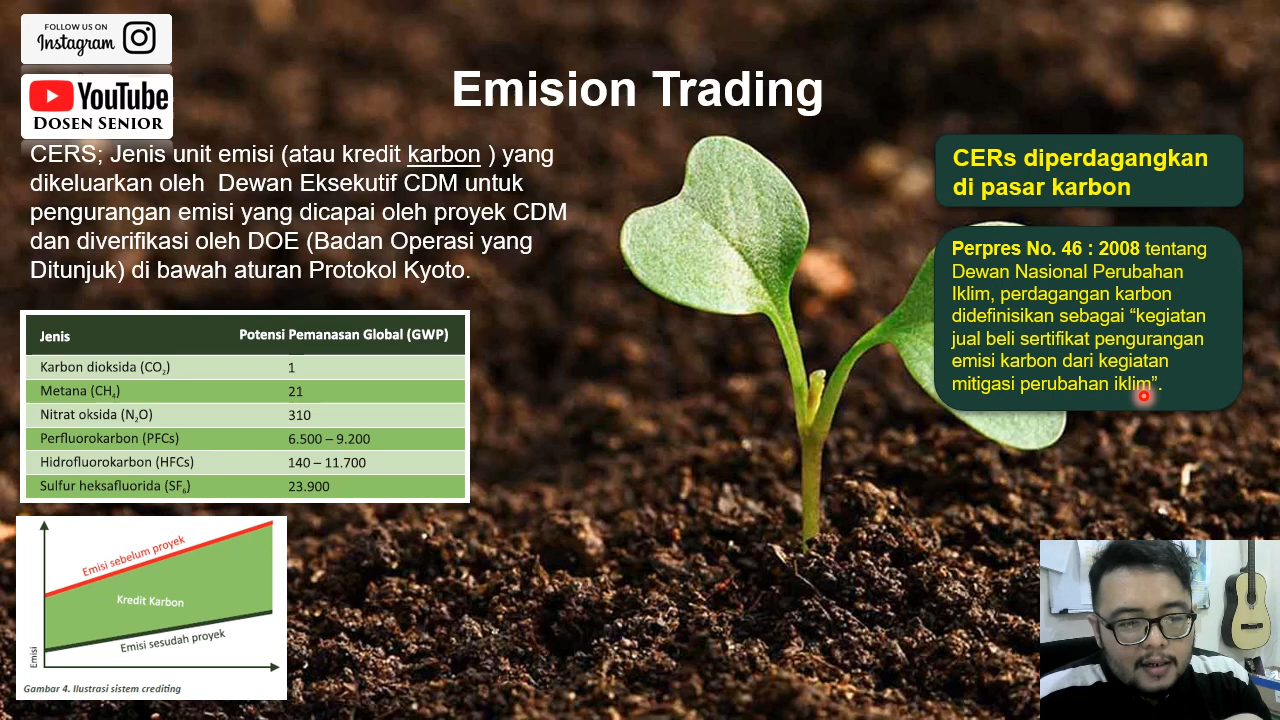 FOLLOW US ON
Instagram
YouTube
DOSEN SENIOR
Emision Trading
CERS; Jenis unit emisi (atau kredit karbon ) yang
dikeluarkan oleh Dewan Eksekutif CDM untuk
pengurangan emisi yang dicapai oleh proyek CDM
dan diverifikasi oleh DOE (Badan Operasi yang
Ditunjuk) di bawah aturan Protokol Kyoto.
CERs diperdagangkan
di pasar karbon
Perpres No. 46 : 2008 tentang
Dewan Nasional Perubahan
Iklim, perdagangan karbon
didefinisikan sebagai “kegiatan
jual beli sertifikat pengurangan
emisi karbon dari kegiatan
mitigasi perubahan iklim”.
Jenis Potensi Pemanasan Global (GWP)
Karbon dioksida (CO₂) 1
Metana (CH₄) 21
Nitrat oksida (N₂O) 310
Perfluorokarbon (PFCs) 6.500 – 9.200
Hidrofluorokarbon (HFCs) 140 – 11.700
Sulfur heksafluorida (SF₆) 23.900
Emisi sebelum proyek
Kredit Karbon
Emisi sesudah proyek
Emisi
Gambar 4. Ilustrasi sistem crediting